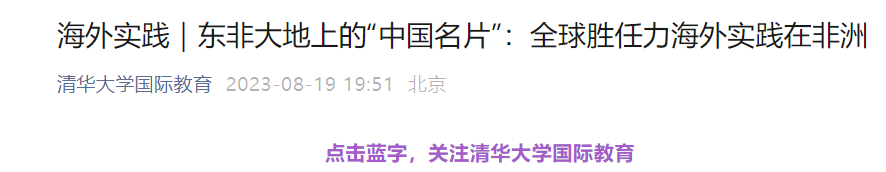 海外实践｜东非大地上的“中国名片”：全球胜任力海外实践在非洲
清华大学国际教育 2023-08-19 19:51 北京
点击蓝字，关注清华大学国际教育